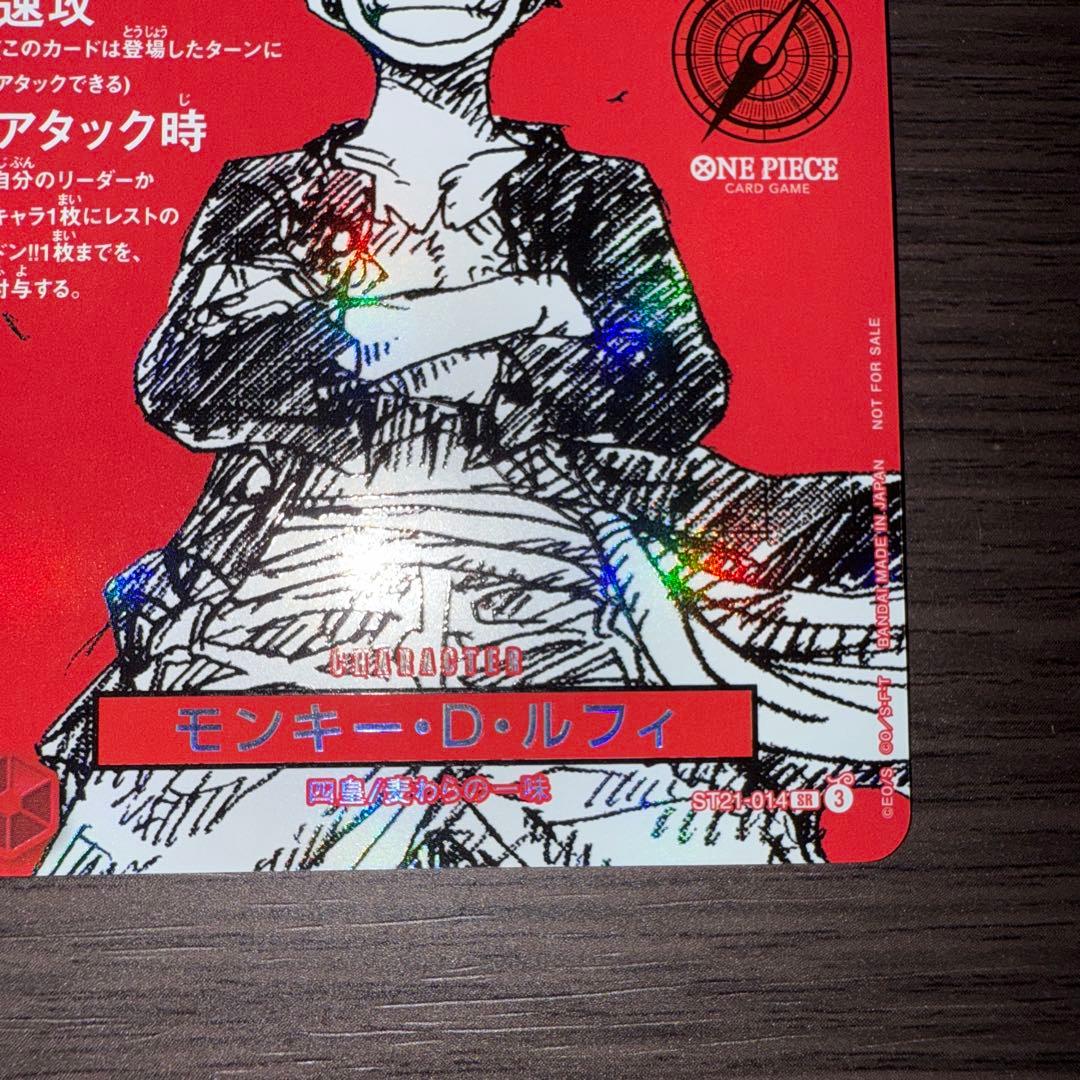 速攻
(このカードは登場したターンに
アタックできる)
アタック時
自分のリーダーか
キャラ1枚にレストの
ドン!!1枚までを、
付与する。
ONE PIECE
CARD GAME
CHARACTER
モンキー・D・ルフィ
四皇/麦わらの一味
ST21-014 SR 3
©E.O/S ©O/S・F・T BANDAI MADE IN JAPAN NOT FOR SALE